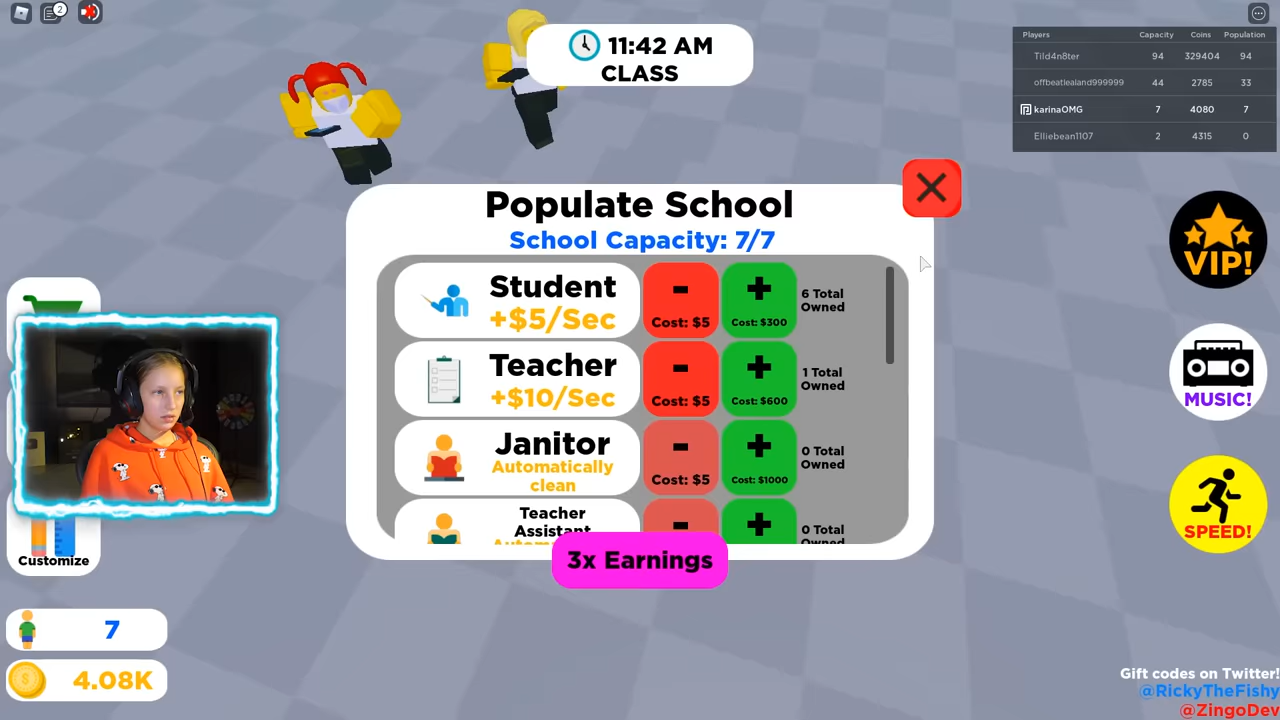 2
11:42 AM
CLASS
Players Capacity Coins Population
Tild4n8ter 94 329404 94
offbeatlealand999999 44 2785 33
karinaOMG 7 4080 7
Elliebean1107 2 4315 0
Populate School
School Capacity: 7/7
Student
+$5/Sec
-
Cost: $5
+
Cost: $300
6 Total
Owned
Teacher
+$10/Sec
-
Cost: $5
+
Cost: $600
1 Total
Owned
Janitor
Automatically
clean
-
Cost: $5
+
Cost: $1000
0 Total
Owned
Teacher
Assistant
-
+
0 Total
Owned
3x Earnings
VIP!
MUSIC!
SPEED!
Customize
7
4.08K
Gift codes on Twitter!
@RickyTheFishy
@ZingoDev